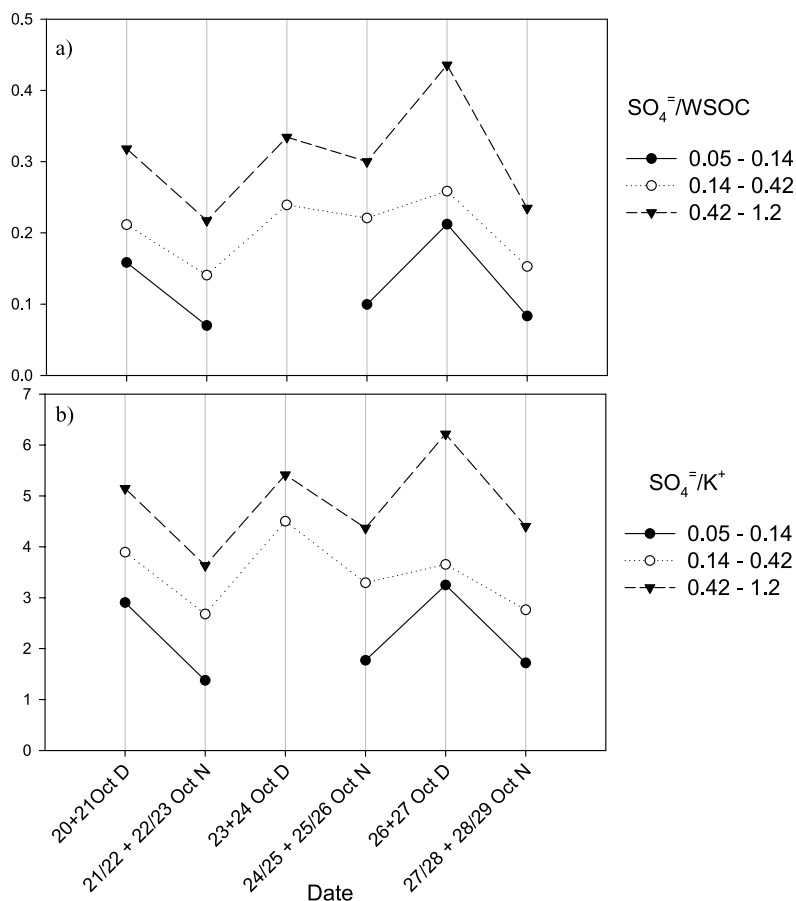 0.5
a)
0.4
0.3
0.2
0.1
0.0
SO₄⁼/WSOC
0.05 - 0.14
0.14 - 0.42
0.42 - 1.2
7
b)
6
5
4
3
2
1
0
SO₄⁼/K⁺
0.05 - 0.14
0.14 - 0.42
0.42 - 1.2
20+21Oct D
21/22 + 22/23 Oct N
23+24 Oct D
24/25 + 25/26 Oct N
26+27 Oct D
27/28 + 28/29 Oct N
Date